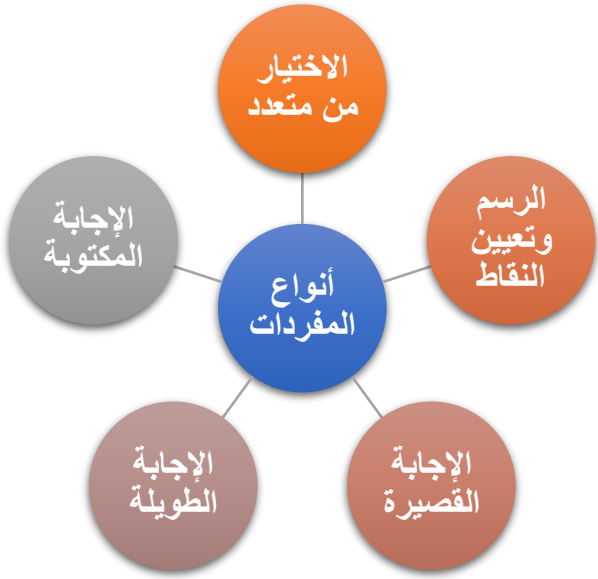 الاختيار
من متعدد
الرسم
وتعيين
النقاط
الإجابة
المكتوبة
أنواع
المفردات
الإجابة
القصيرة
الإجابة
الطويلة